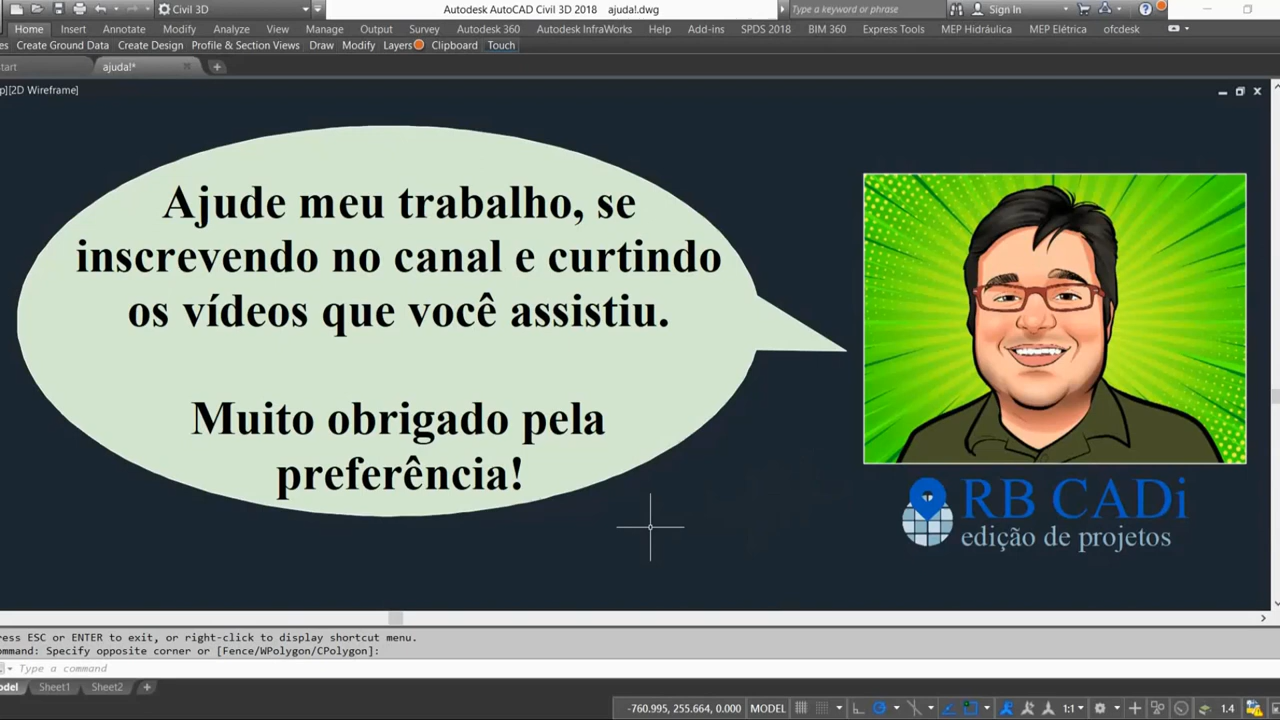 Civil 3D
Autodesk AutoCAD Civil 3D 2018 ajuda!.dwg
Type a keyword or phrase
Sign In
Home Insert Annotate Modify Analyze View Manage Output Survey Autodesk 360 Autodesk InfraWorks Help Add-ins SPDS 2018 BIM 360 Express Tools MEP Hidráulica MEP Elétrica ofcdesk
Create Ground Data Create Design Profile & Section Views Draw Modify Layers Clipboard Touch
tart ajuda!*
p][2D Wireframe]
Ajude meu trabalho, se
inscrevendo no canal e curtindo
os vídeos que você assistiu.
Muito obrigado pela
preferência!
RB CADi
edição de projetos
ress ESC or ENTER to exit, or right-click to display shortcut menu.
ommand: Specify opposite corner or [Fence/WPolygon/CPolygon]:
Type a command
odel Sheet1 Sheet2
-760.995, 255.664, 0.000 MODEL 1:1 1.4